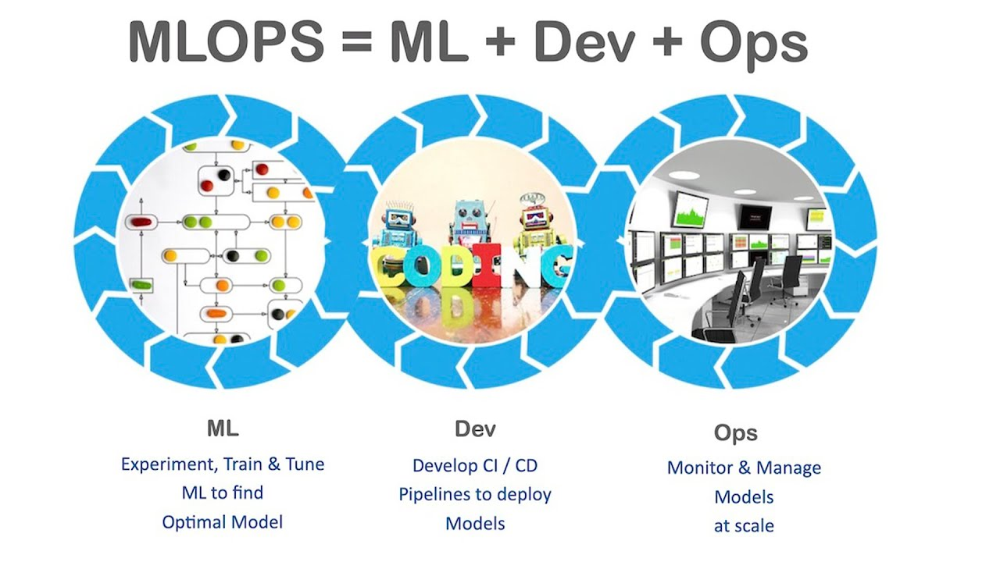 MLOPS = ML + Dev + Ops
CODING
ML
Experiment, Train & Tune
ML to find
Optimal Model
Dev
Develop CI / CD
Pipelines to deploy
Models
Ops
Monitor & Manage
Models
at scale